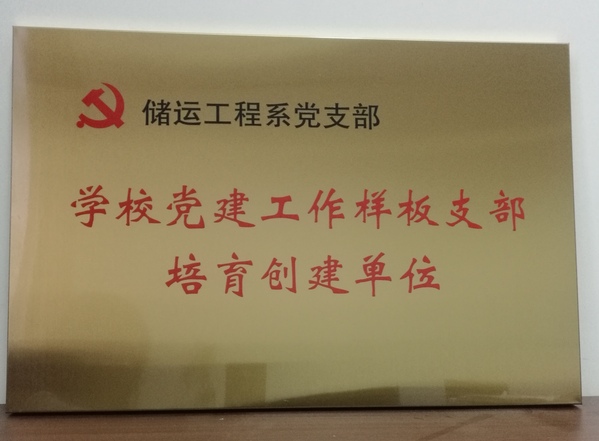 储运工程系党支部
学校党建工作样板支部
培育创建单位